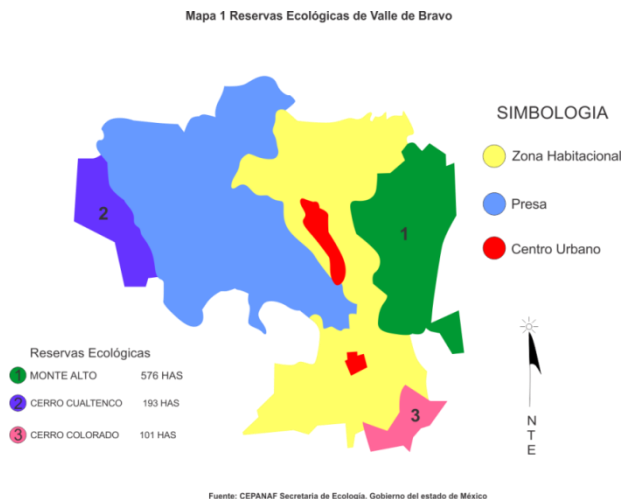 Mapa 1 Reservas Ecológicas de Valle de Bravo
SIMBOLOGIA
Zona Habitacional
Presa
Centro Urbano
2
1
3
Reservas Ecológicas
1 MONTE ALTO 576 HAS
2 CERRO CUALTENCO 193 HAS
3 CERRO COLORADO 101 HAS
N
T
E
Fuente: CEPANAF Secretaria de Ecología. Gobierno del estado de México